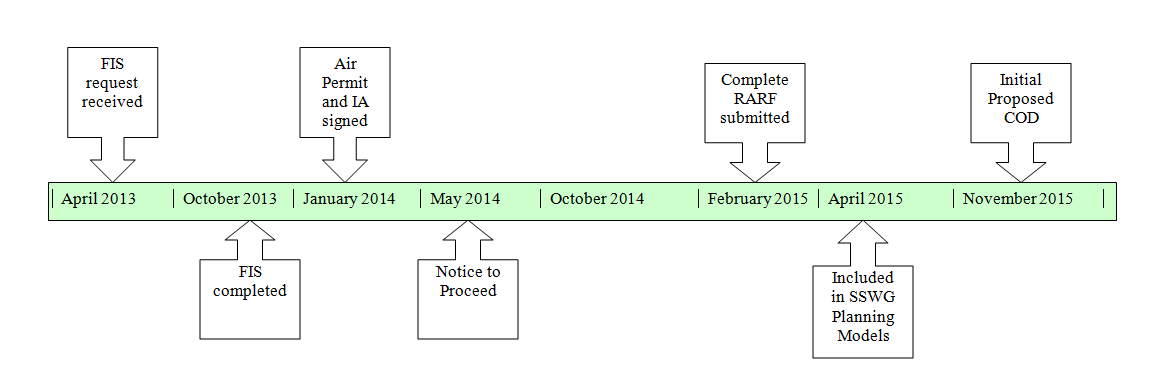 FIS
request
received
Air
Permit
and IA
signed
Complete
RARF
submitted
Initial
Proposed
COD
April 2013
October 2013
January 2014
May 2014
October 2014
February 2015
April 2015
November 2015
FIS
completed
Notice to
Proceed
Included
in SSWG
Planning
Models